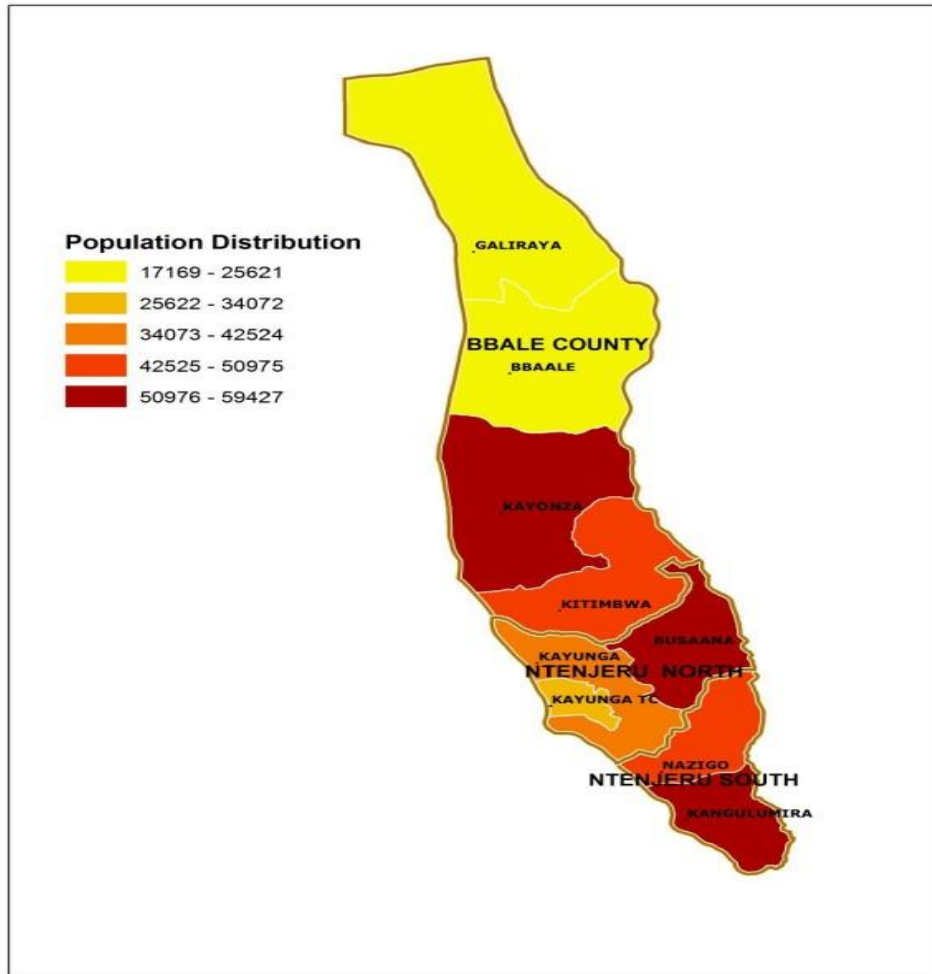 Population Distribution
17169 - 25621
25622 - 34072
34073 - 42524
42525 - 50975
50976 - 59427
GALIRAYA
BBALE COUNTY
BBAALE
KAYONZA
KITIMBWA
BUSAANA
KAYUNGA
NTENJERU NORTH
KAYUNGA TC
NAZIGO
NTENJERU SOUTH
KANGULUMIRA